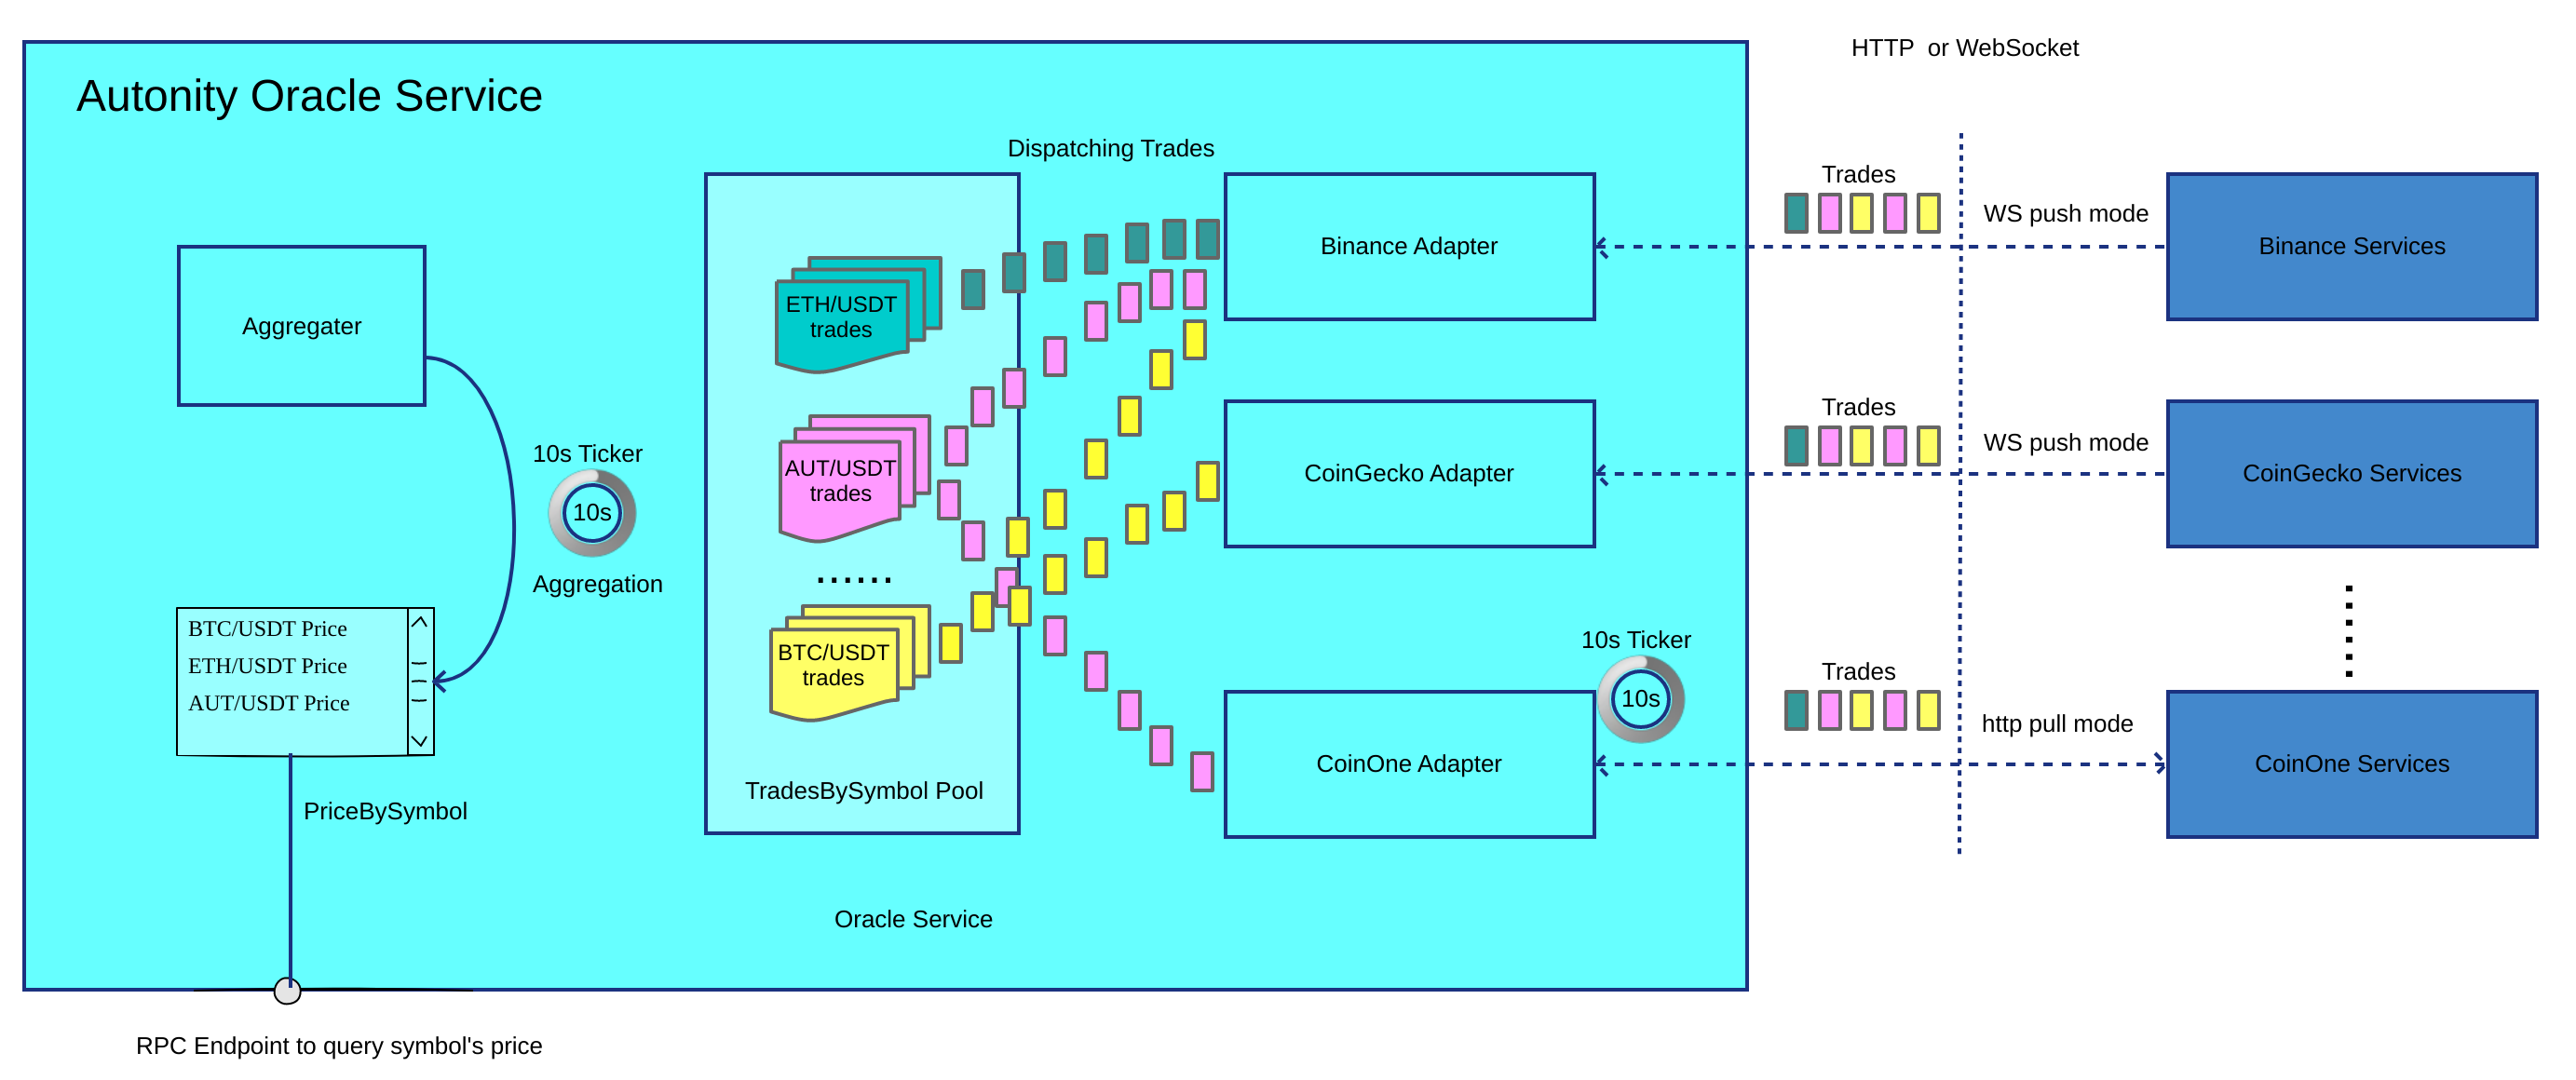 HTTP  or WebSocket
Autonity Oracle Service
Dispatching Trades
Trades
WS push mode
Binance Adapter
Binance Services
ETH/USDT
trades
Aggregater
Trades
WS push mode
10s Ticker
AUT/USDT
trades
CoinGecko Adapter
CoinGecko Services
10s
......
Aggregation
BTC/USDT Price
ETH/USDT Price
AUT/USDT Price
BTC/USDT
trades
10s Ticker
10s
Trades
http pull mode
CoinOne Adapter
CoinOne Services
TradesBySymbol Pool
PriceBySymbol
Oracle Service
RPC Endpoint to query symbol's price